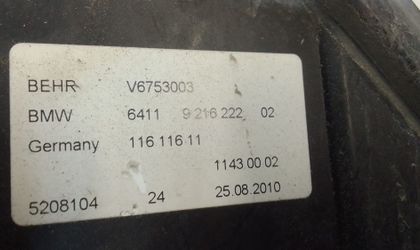 BEHR V6753003
BMW 6411 9 216 222 02
Germany 116 116 11
1143 00 02
5208104 24 25.08.2010